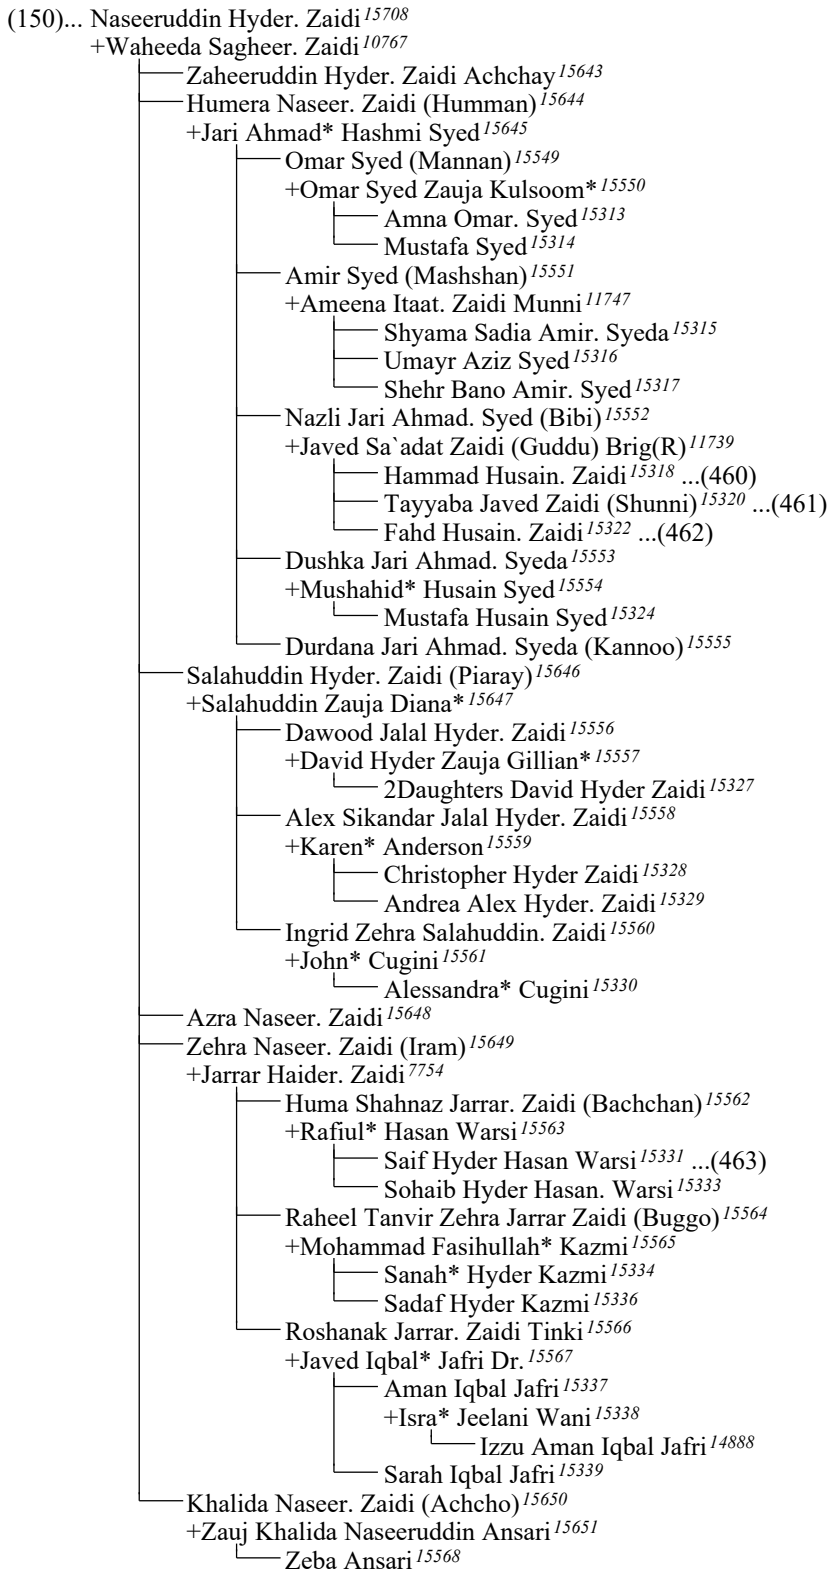 (150)... Naseeruddin Hyder. Zaidi 15708
+Waheeda Sagheer. Zaidi 10767
Zaheeruddin Hyder. Zaidi Achchay 15643
Humera Naseer. Zaidi (Humman) 15644
+Jari Ahmad* Hashmi Syed 15645
Omar Syed (Mannan) 15549
+Omar Syed Zauja Kulsoom* 15550
Amna Omar. Syed 15313
Mustafa Syed 15314
Amir Syed (Mashshan) 15551
+Ameena Itaat. Zaidi Munni 11747
Shyama Sadia Amir. Syeda 15315
Umayr Aziz Syed 15316
Shehr Bano Amir. Syed 15317
Nazli Jari Ahmad. Syed (Bibi) 15552
+Javed Sa`adat Zaidi (Guddu) Brig(R) 11739
Hammad Husain. Zaidi 15318 ...(460)
Tayyaba Javed Zaidi (Shunni) 15320 ...(461)
Fahd Husain. Zaidi 15322 ...(462)
Dushka Jari Ahmad. Syeda 15553
+Mushahid* Husain Syed 15554
Mustafa Husain Syed 15324
Durdana Jari Ahmad. Syeda (Kannoo) 15555
Salahuddin Hyder. Zaidi (Piaray) 15646
+Salahuddin Zauja Diana* 15647
Dawood Jalal Hyder. Zaidi 15556
+David Hyder Zauja Gillian* 15557
2Daughters David Hyder Zaidi 15327
Alex Sikandar Jalal Hyder. Zaidi 15558
+Karen* Anderson 15559
Christopher Hyder Zaidi 15328
Andrea Alex Hyder. Zaidi 15329
Ingrid Zehra Salahuddin. Zaidi 15560
+John* Cugini 15561
Alessandra* Cugini 15330
Azra Naseer. Zaidi 15648
Zehra Naseer. Zaidi (Iram) 15649
+Jarrar Haider. Zaidi 7754
Huma Shahnaz Jarrar. Zaidi (Bachchan) 15562
+Rafiul* Hasan Warsi 15563
Saif Hyder Hasan Warsi 15331 ...(463)
Sohaib Hyder Hasan. Warsi 15333
Raheel Tanvir Zehra Jarrar Zaidi (Buggo) 15564
+Mohammad Fasihullah* Kazmi 15565
Sanah* Hyder Kazmi 15334
Sadaf Hyder Kazmi 15336
Roshanak Jarrar. Zaidi Tinki 15566
+Javed Iqbal* Jafri Dr. 15567
Aman Iqbal Jafri 15337
+Isra* Jeelani Wani 15338
Izzu Aman Iqbal Jafri 14888
Sarah Iqbal Jafri 15339
Khalida Naseer. Zaidi (Achcho) 15650
+Zauj Khalida Naseeruddin Ansari 15651
Zeba Ansari 15568